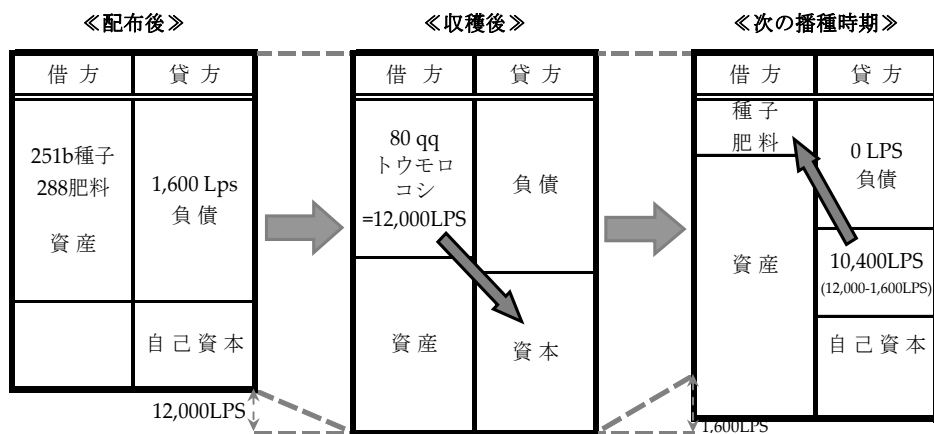 ≪配布後≫
借 方
貸 方
251b種子
288肥料
資 産
1,600 Lps
負 債
自 己 資 本
12,000LPS
≪収穫後≫
借 方
貸 方
80 qq
トウモロ
コシ
=12,000LPS
負 債
資 産
資 本
≪次の播種時期≫
借 方
貸 方
種 子
肥 料
0 LPS
負 債
資 産
10,400LPS
(12,000-1,600LPS)
自 己 資 本
1,600LPS